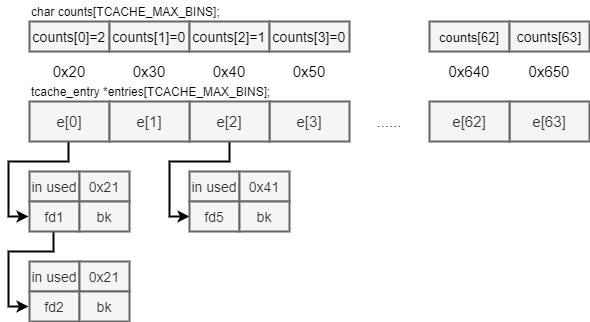 char counts[TCACHE_MAX_BINS];
counts[0]=2 counts[1]=0 counts[2]=1 counts[3]=0 counts[62] counts[63]
0x20 0x30 0x40 0x50 0x640 0x650
tcache_entry *entries[TCACHE_MAX_BINS];
e[0] e[1] e[2] e[3] ...... e[62] e[63]
in used 0x21 in used 0x41
fd1 bk fd5 bk
in used 0x21
fd2 bk